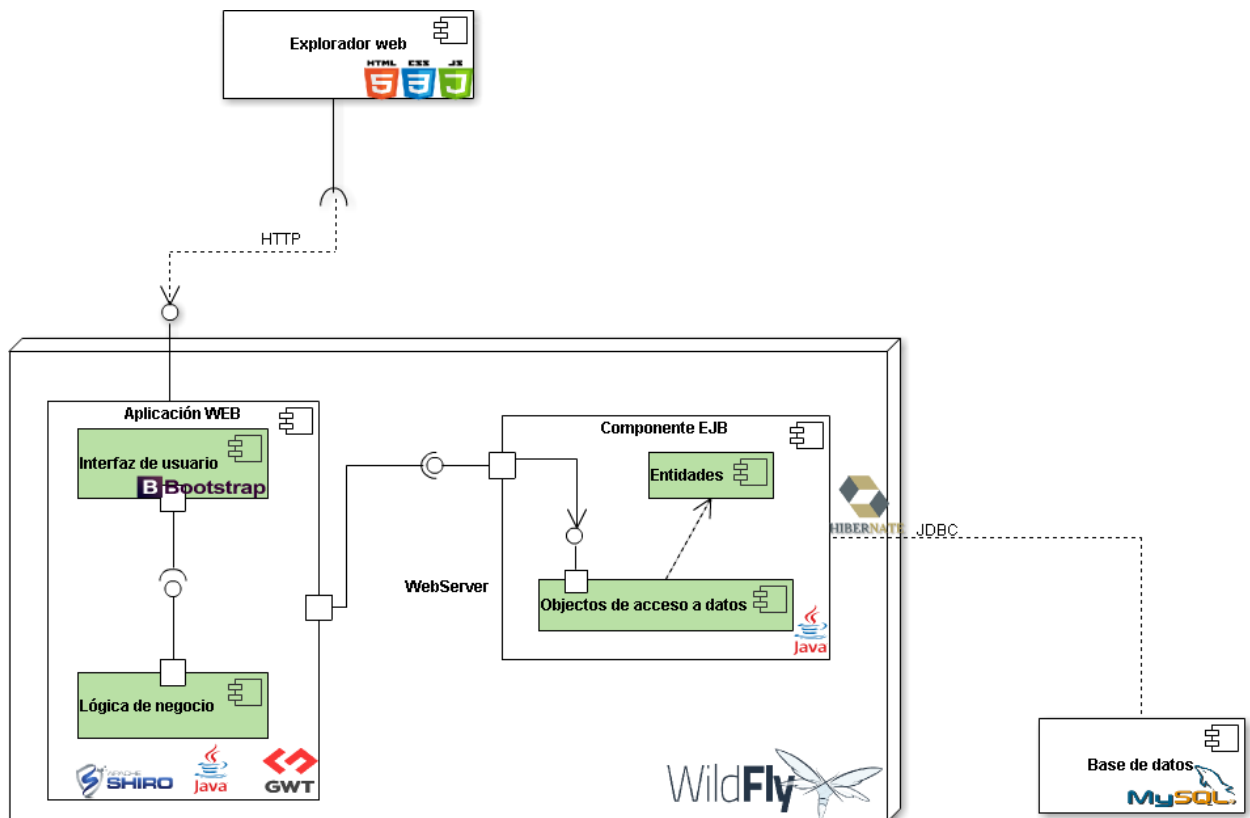 Explorador web
HTML CSS JS
HTTP
Aplicación WEB
Interfaz de usuario
B Bootstrap
Lógica de negocio
APACHE
SHIRO
Java
GWT
WebServer
Componente EJB
Entidades
Objectos de acceso a datos
Java
HIBERNATE
JDBC
WildFly
Base de datos
MySQL